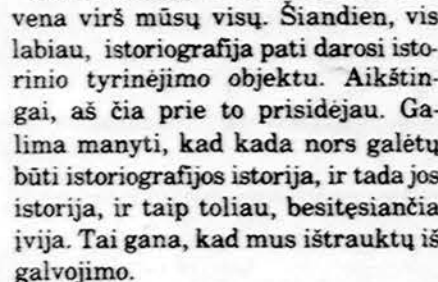 vena virš mūsų visų. Šiandien, vis
labiau, istoriografija pati darosi isto-
rinio tyrinėjimo objektu. Aikštin-
gai, aš čia prie to prisidėjau. Ga-
lima manyti, kad kada nors galėtų
būti istoriografijos istorija, ir tada jos
istorija, ir taip toliau, besitęsiančia
įvija. Tai gana, kad mus ištrauktų iš
galvojimo.